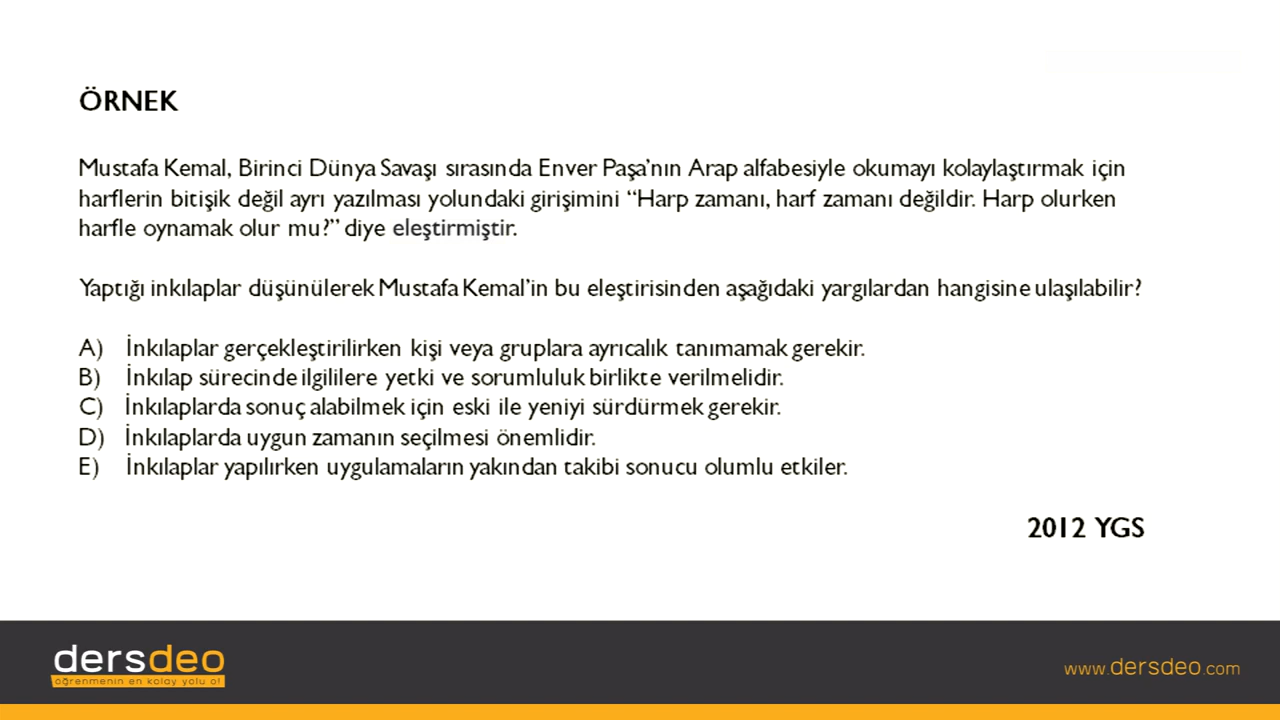 ÖRNEK
Mustafa Kemal, Birinci Dünya Savaşı sırasında Enver Paşa’nın Arap alfabesiyle okumayı kolaylaştırmak için
harflerin bitişik değil ayrı yazılması yolundaki girişimini “Harp zamanı, harf zamanı değildir. Harp olurken
harfle oynamak olur mu?” diye eleştirmiştir.
Yaptığı inkılaplar düşünülerek Mustafa Kemal’in bu eleştirisinden aşağıdaki yargılardan hangisine ulaşılabilir?
A) İnkılaplar gerçekleştirilirken kişi veya gruplara ayrıcalık tanımamak gerekir.
B) İnkılap sürecinde ilgililere yetki ve sorumluluk birlikte verilmelidir.
C) İnkılaplarda sonuç alabilmek için eski ile yeniyi sürdürmek gerekir.
D) İnkılaplarda uygun zamanın seçilmesi önemlidir.
E) İnkılaplar yapılırken uygulamaların yakından takibi sonucu olumlu etkiler.
2012 YGS
dersdeo
öğrenmenin en kolay yolu o!
www.dersdeo.com